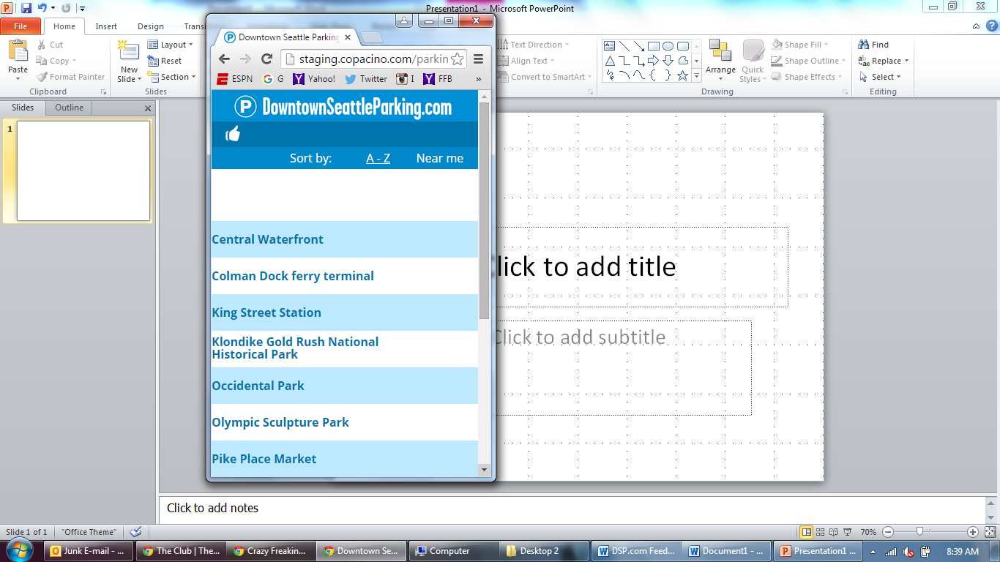 Presentation1 - Microsoft PowerPoint
File
Home
Insert
Design
Paste
Cut
Copy
Format Painter
Clipboard
New
Slide
Layout
Reset
Section
Slides
Text Direction
Align Text
Convert to SmartArt
Arrange
Quick
Styles
Shape Fill
Shape Outline
Shape Effects
Drawing
Find
Replace
Select
Editing
Slides
Outline
1
Downtown Seattle Parking
staging.copacino.com/parkin
ESPN
G
Yahoo!
Twitter
I
FFB
»
P DowntownSeattleParking.com
Sort by: A - Z Near me
Central Waterfront
Colman Dock ferry terminal
King Street Station
Klondike Gold Rush National
Historical Park
Occidental Park
Olympic Sculpture Park
Pike Place Market
lick to add title
Click to add subtitle
Click to add notes
Slide 1 of 1
"Office Theme"
70%
Junk E-mail - ...
The Club | The...
Crazy Freakin...
Downtown Se...
Computer
Desktop 2
DSP.com Feed...
Document1 - ...
Presentation1 ...
8:39 AM